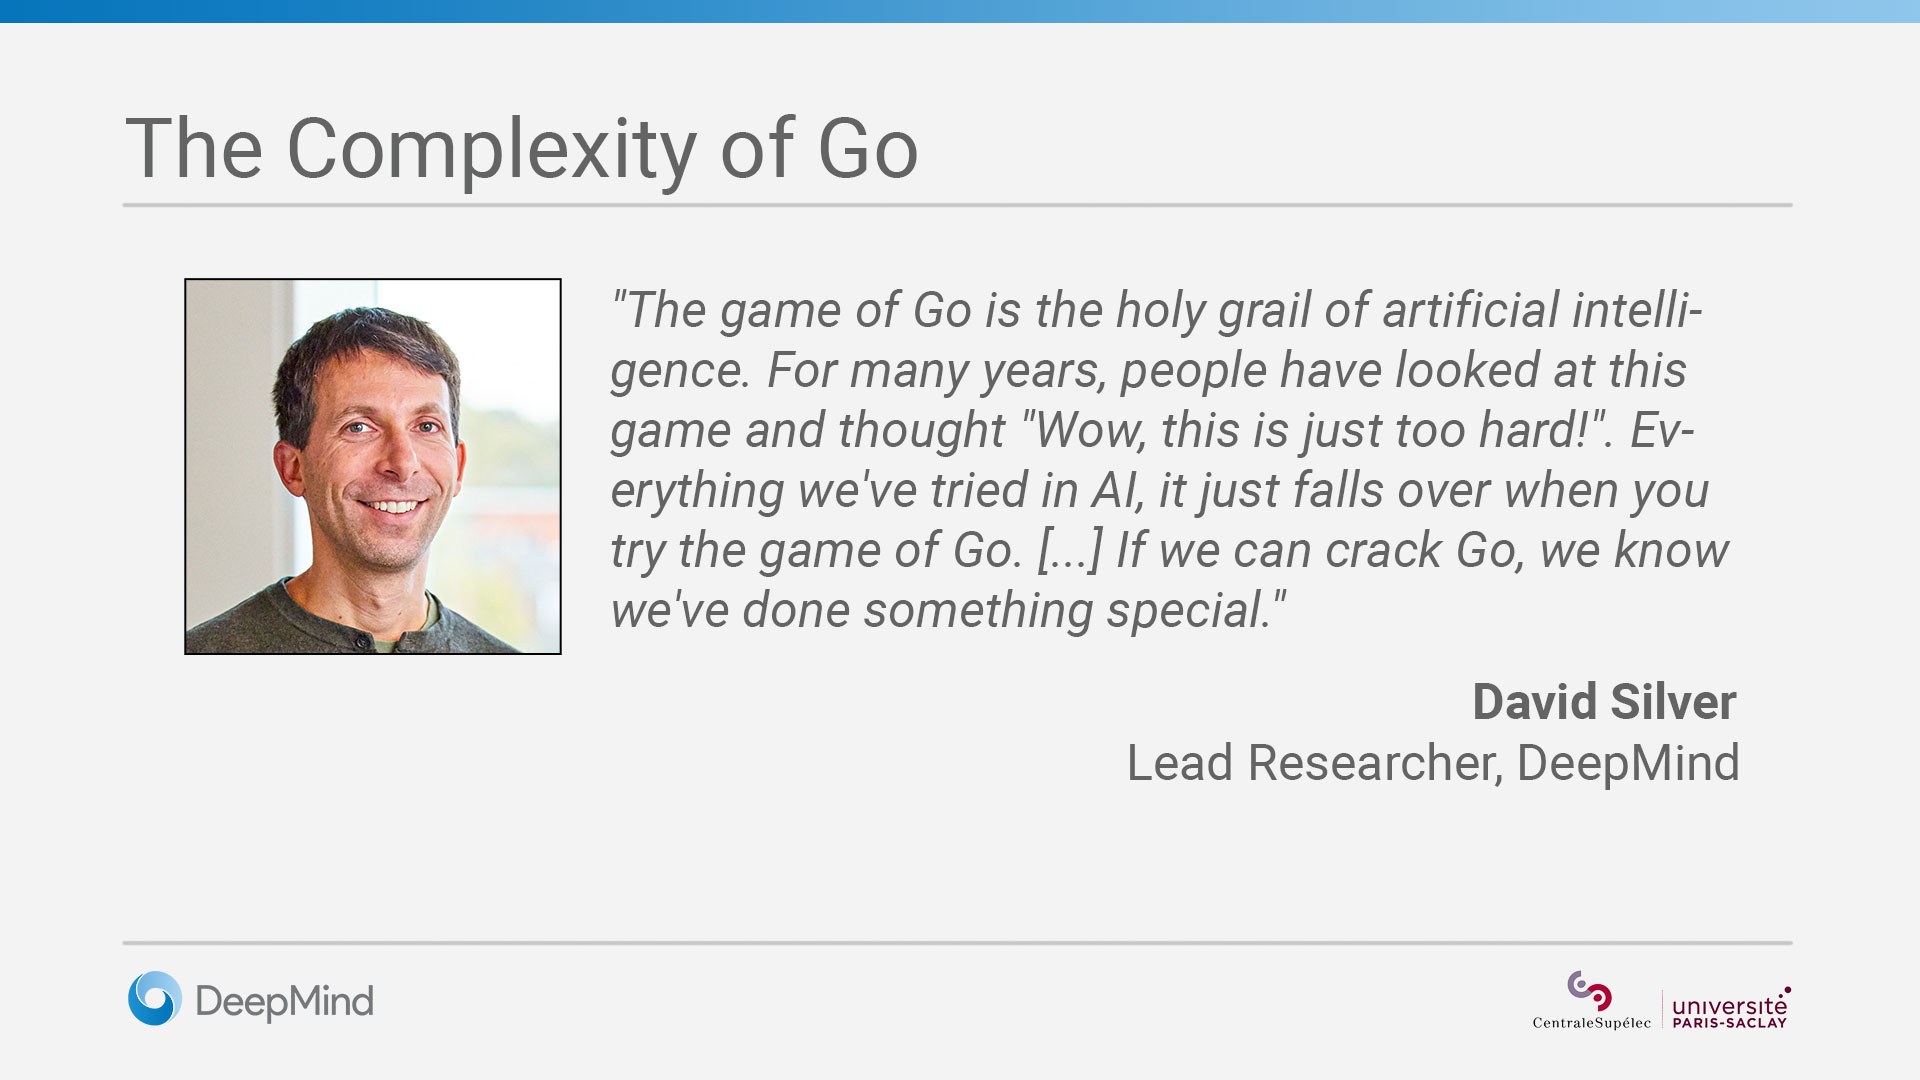 The Complexity of Go
"The game of Go is the holy grail of artificial intelli-
gence. For many years, people have looked at this
game and thought "Wow, this is just too hard!". Ev-
erything we've tried in AI, it just falls over when you
try the game of Go. [...] If we can crack Go, we know
we've done something special."
David Silver
Lead Researcher, DeepMind
DeepMind
CentraleSupélec
université
PARIS-SACLAY